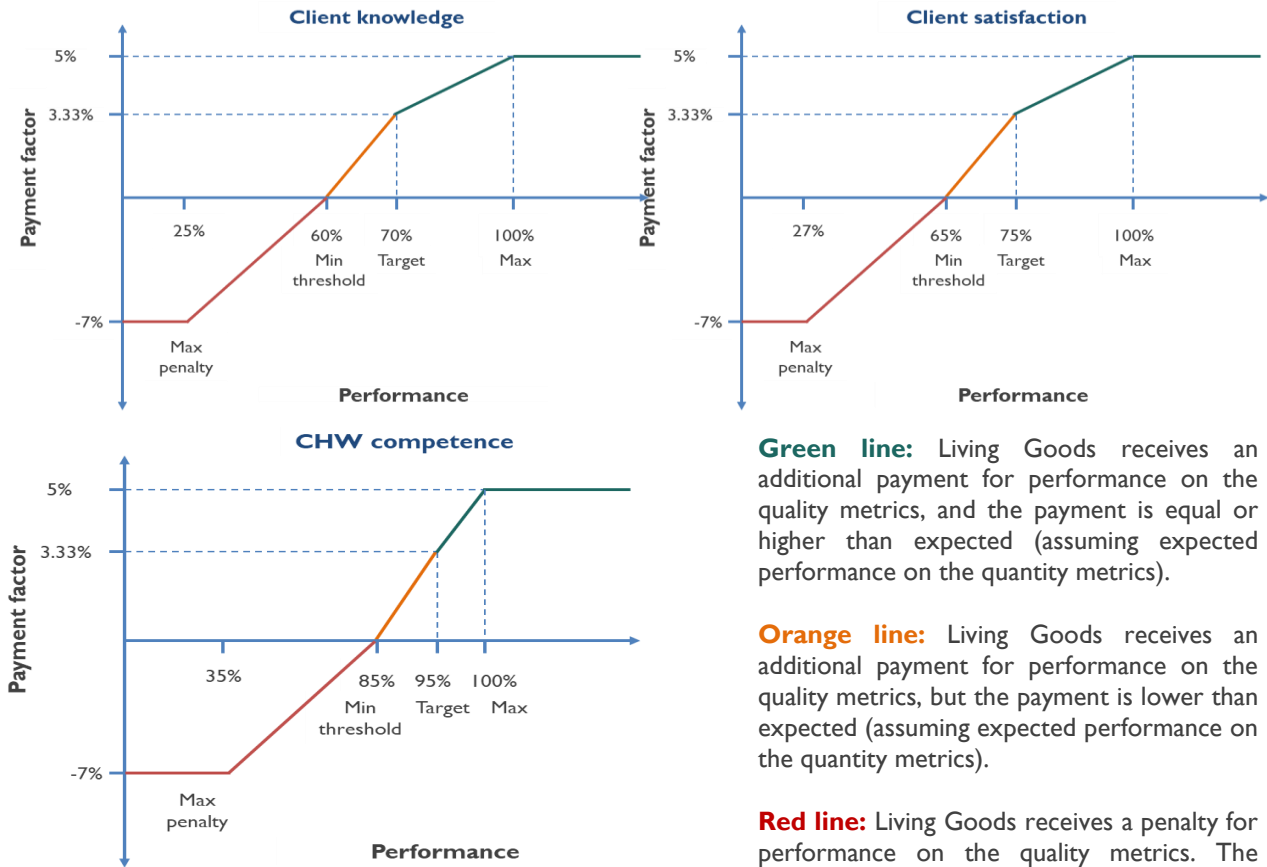 Client knowledge
5%
3.33%
Payment factor
25%
60%
70%
100%
Min
threshold
Target
Max
-7%
Max
penalty
Performance
Client satisfaction
5%
3.33%
Payment factor
27%
65%
75%
100%
Min
threshold
Target
Max
-7%
Max
penalty
Performance
CHW competence
5%
3.33%
Payment factor
35%
85%
95%
100%
Min
threshold
Target
Max
-7%
Max
penalty
Performance
Green line: Living Goods receives an
additional payment for performance on the
quality metrics, and the payment is equal or
higher than expected (assuming expected
performance on the quantity metrics).
Orange line: Living Goods receives an
additional payment for performance on the
quality metrics, but the payment is lower than
expected (assuming expected performance on
the quantity metrics).
Red line: Living Goods receives a penalty for
performance on the quality metrics. The